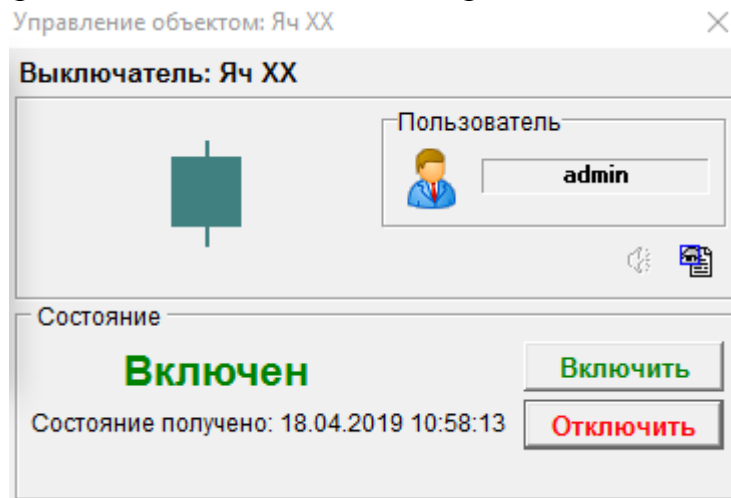 Управление объектом: Яч XX
Выключатель: Яч XX
Пользователь
admin
Состояние
Включен
Включить
Состояние получено: 18.04.2019 10:58:13
Отключить